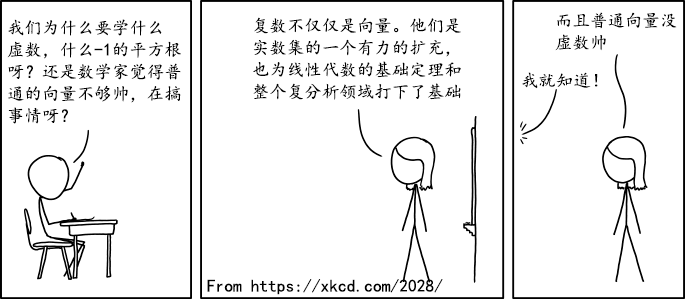 我们为什么要学什么
虚数，什么-1的平方根
呀？还是数学家觉得普
通的向量不够帅，在搞
事情呀？
复数不仅仅是向量。他们是
实数集的一个有力的扩充，
也为线性代数的基础定理和
整个复分析领域打下了基础
From https://xkcd.com/2028/
而且普通向量没
虚数帅
我就知道！